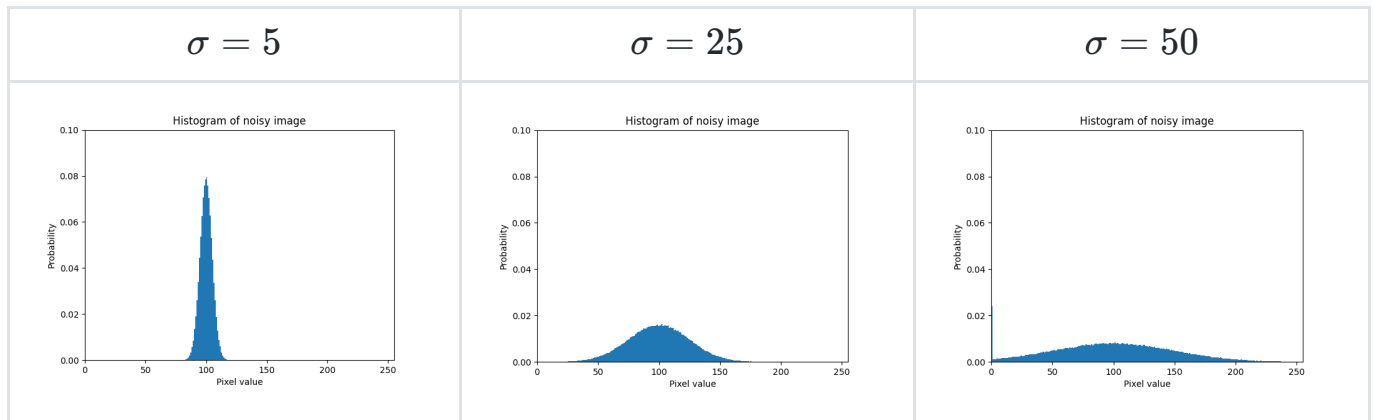 σ = 5
σ = 25
σ = 50
Histogram of noisy image
0.10
0.08
0.06
0.04
0.02
0.00
Probability
0 50 100 150 200 250
Pixel value
Histogram of noisy image
0.10
0.08
0.06
0.04
0.02
0.00
Probability
0 50 100 150 200 250
Pixel value
Histogram of noisy image
0.10
0.08
0.06
0.04
0.02
0.00
Probability
0 50 100 150 200 250
Pixel value